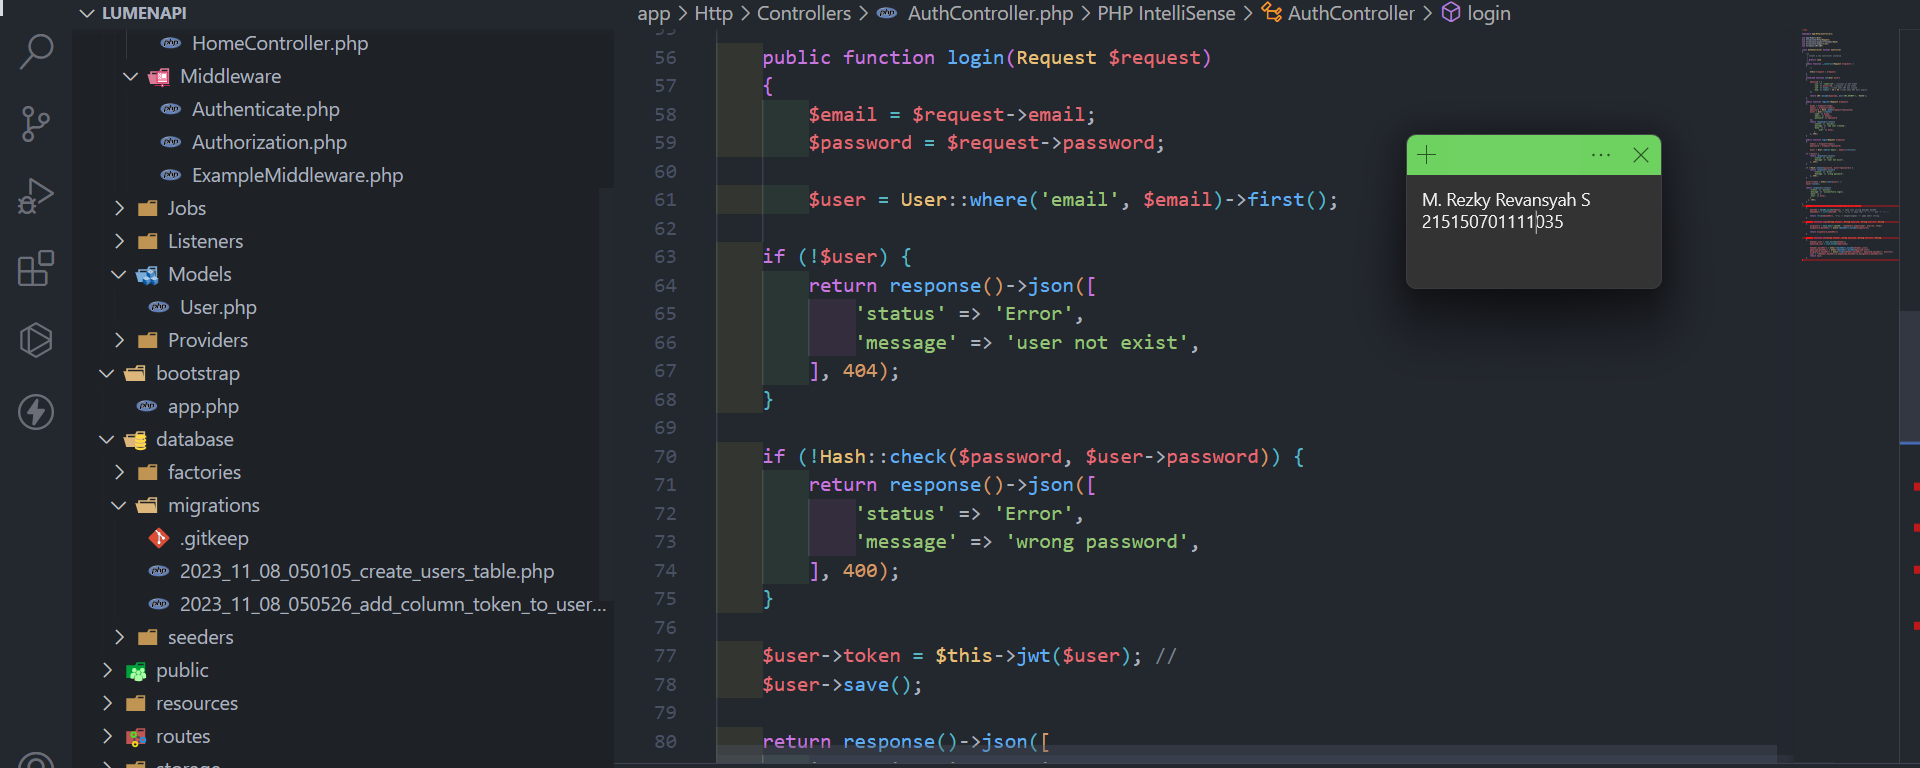 LUMENAPI
HomeController.php
Middleware
Authenticate.php
Authorization.php
ExampleMiddleware.php
Jobs
Listeners
Models
User.php
Providers
bootstrap
app.php
database
factories
migrations
.gitkeep
2023_11_08_050105_create_users_table.php
2023_11_08_050526_add_column_token_to_user...
seeders
public
resources
routes
app > Http > Controllers > AuthController.php > PHP IntelliSense > AuthController > login
56 public function login(Request $request)
57 {
58 $email = $request->email;
59 $password = $request->password;
60
61 $user = User::where('email', $email)->first();
62
63 if (!$user) {
64 return response()->json([
65 'status' => 'Error',
66 'message' => 'user not exist',
67 ], 404);
68 }
69
70 if (!Hash::check($password, $user->password)) {
71 return response()->json([
72 'status' => 'Error',
73 'message' => 'wrong password',
74 ], 400);
75 }
76
77 $user->token = $this->jwt($user); //
78 $user->save();
79
80 return response()->json([
M. Rezky Revansyah S
215150701111035